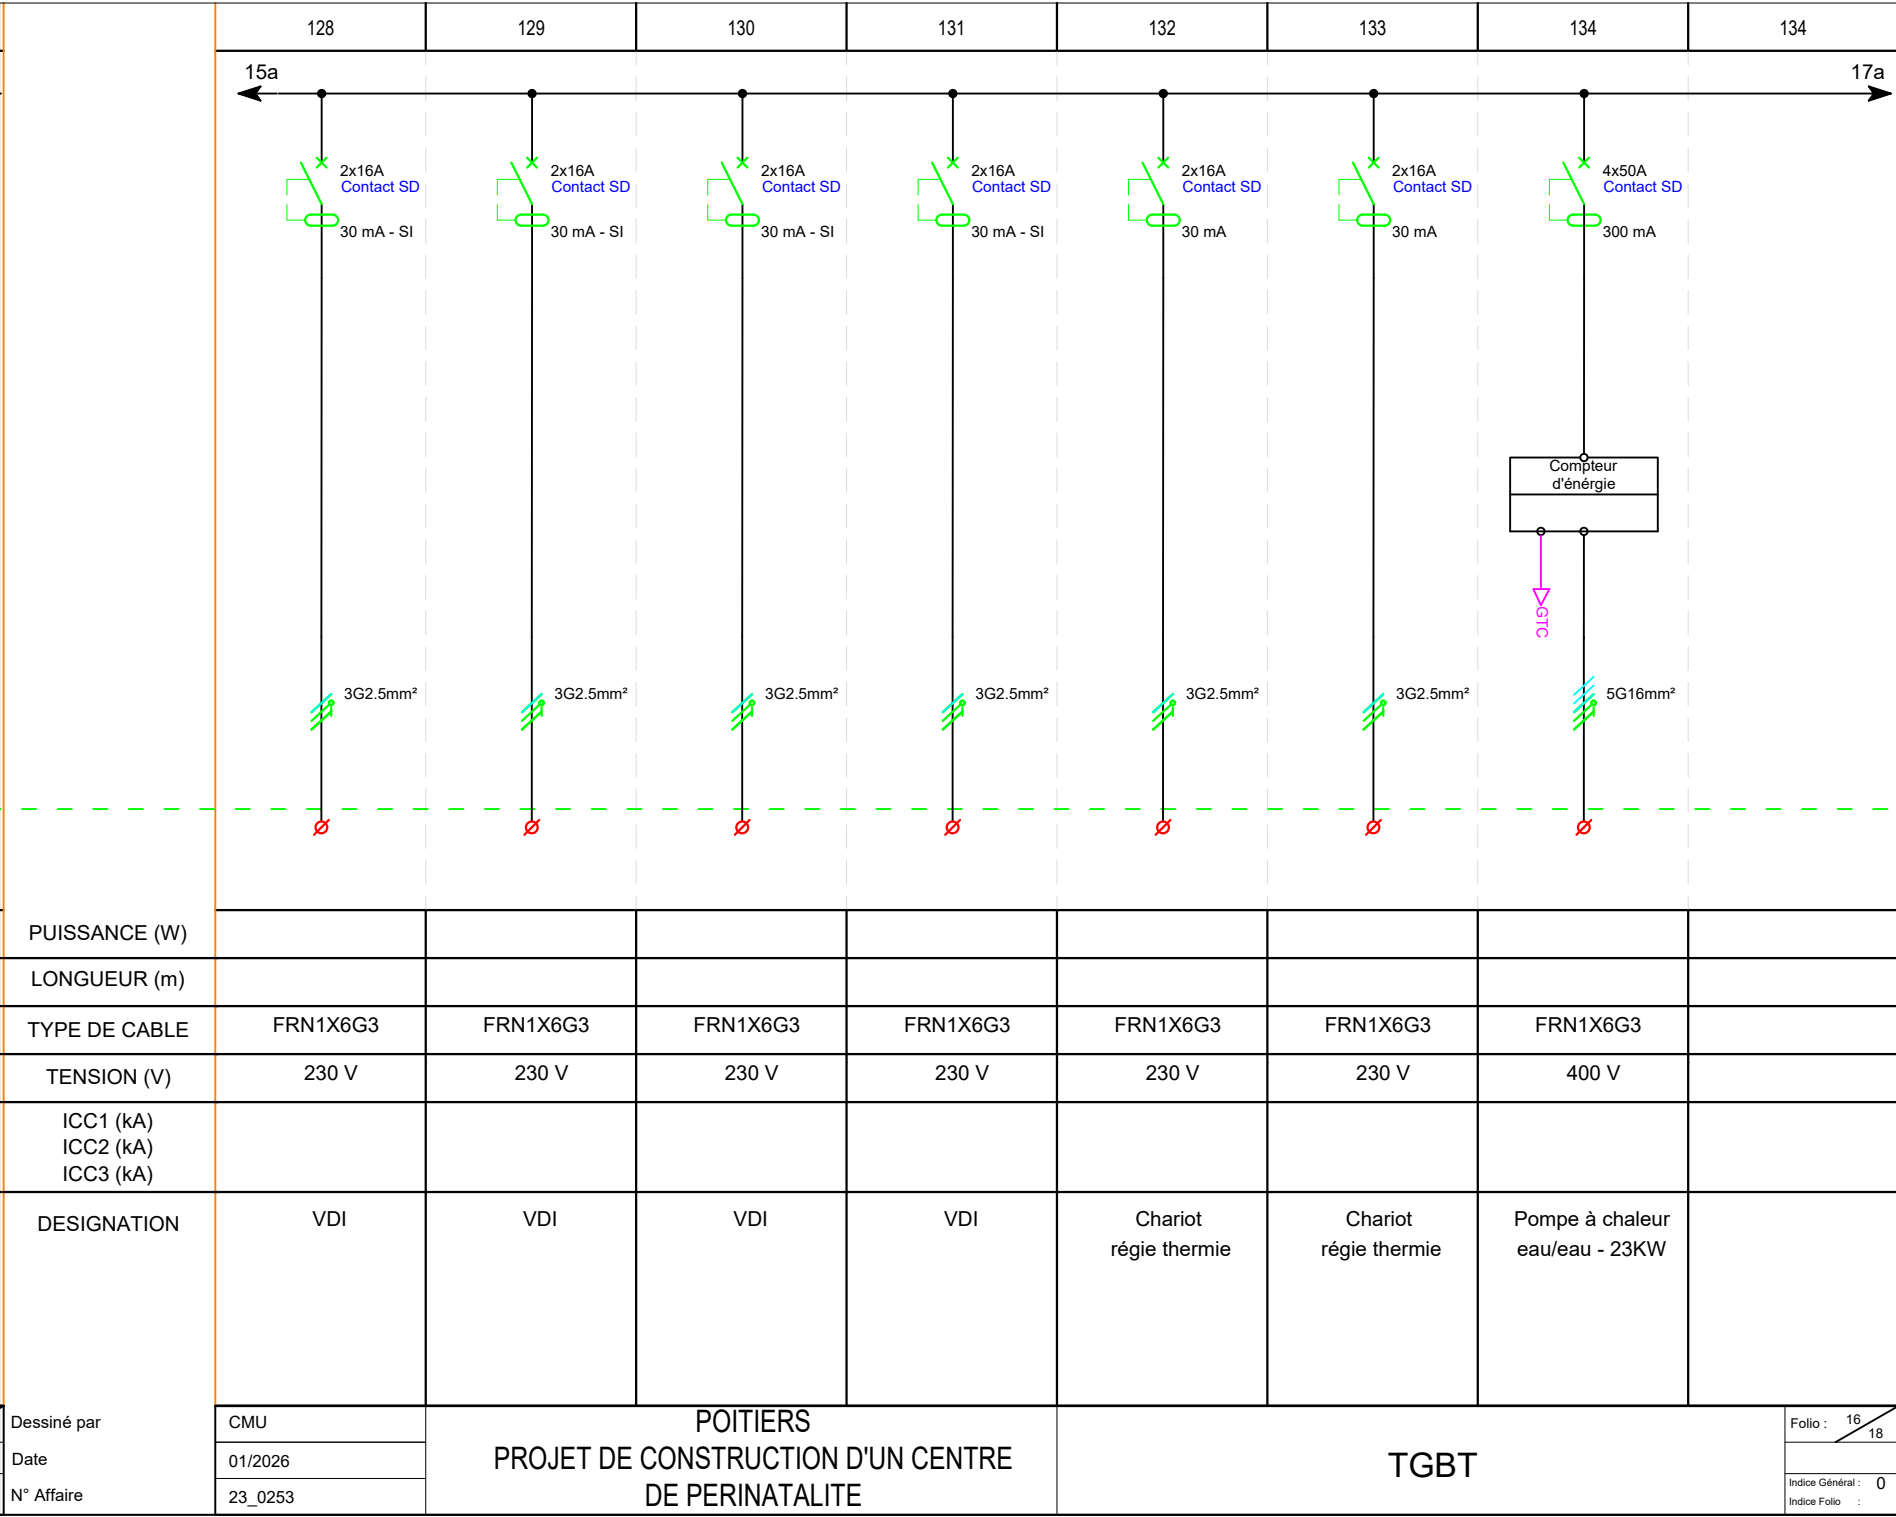 128 129 130 131 132 133 134 134
15a 17a
2x16A 2x16A 2x16A 2x16A 2x16A 2x16A 4x50A
Contact SD Contact SD Contact SD Contact SD Contact SD Contact SD Contact SD
30 mA - SI 30 mA - SI 30 mA - SI 30 mA - SI 30 mA 30 mA 300 mA
Compteur
d'énérgie
GTC
3G2.5mm² 3G2.5mm² 3G2.5mm² 3G2.5mm² 3G2.5mm² 3G2.5mm² 5G16mm²
PUISSANCE (W)
LONGUEUR (m)
TYPE DE CABLE FRN1X6G3 FRN1X6G3 FRN1X6G3 FRN1X6G3 FRN1X6G3 FRN1X6G3 FRN1X6G3
TENSION (V) 230 V 230 V 230 V 230 V 230 V 230 V 400 V
ICC1 (kA)
ICC2 (kA)
ICC3 (kA)
DESIGNATION VDI VDI VDI VDI Chariot Chariot Pompe à chaleur
régie thermie régie thermie eau/eau - 23KW
Dessiné par CMU
Date 01/2026
N° Affaire 23_0253
POITIERS
PROJET DE CONSTRUCTION D'UN CENTRE
DE PERINATALITE
TGBT
Folio : 16 18
Indice Général : 0
Indice Folio :